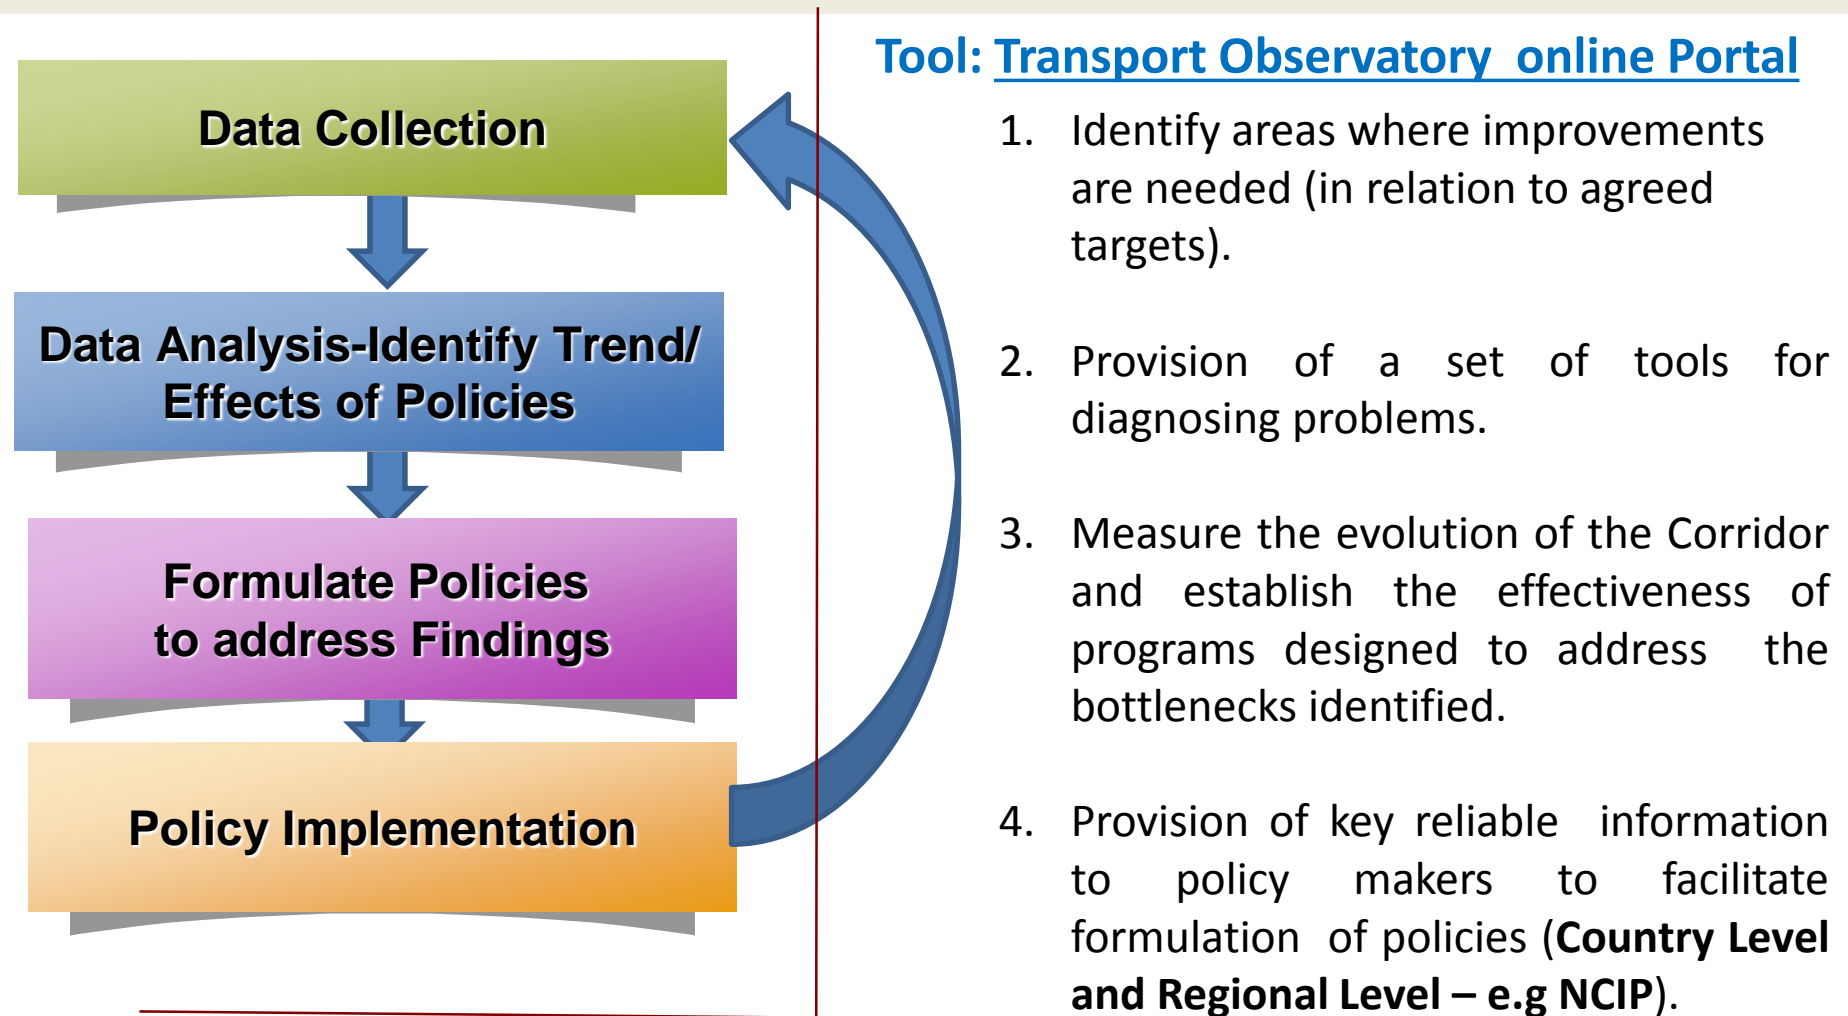 Data Collection
Data Analysis-Identify Trend/
Effects of Policies
Formulate Policies
to address Findings
Policy Implementation
Tool: Transport Observatory  online Portal
1. Identify areas where improvements
are needed (in relation to agreed
targets).
2. Provision of a set of tools for
diagnosing problems.
3. Measure the evolution of the Corridor
and establish the effectiveness of
programs designed to address the
bottlenecks identified.
4. Provision of key reliable information
to policy makers to facilitate
formulation of policies (Country Level
and Regional Level – e.g NCIP).